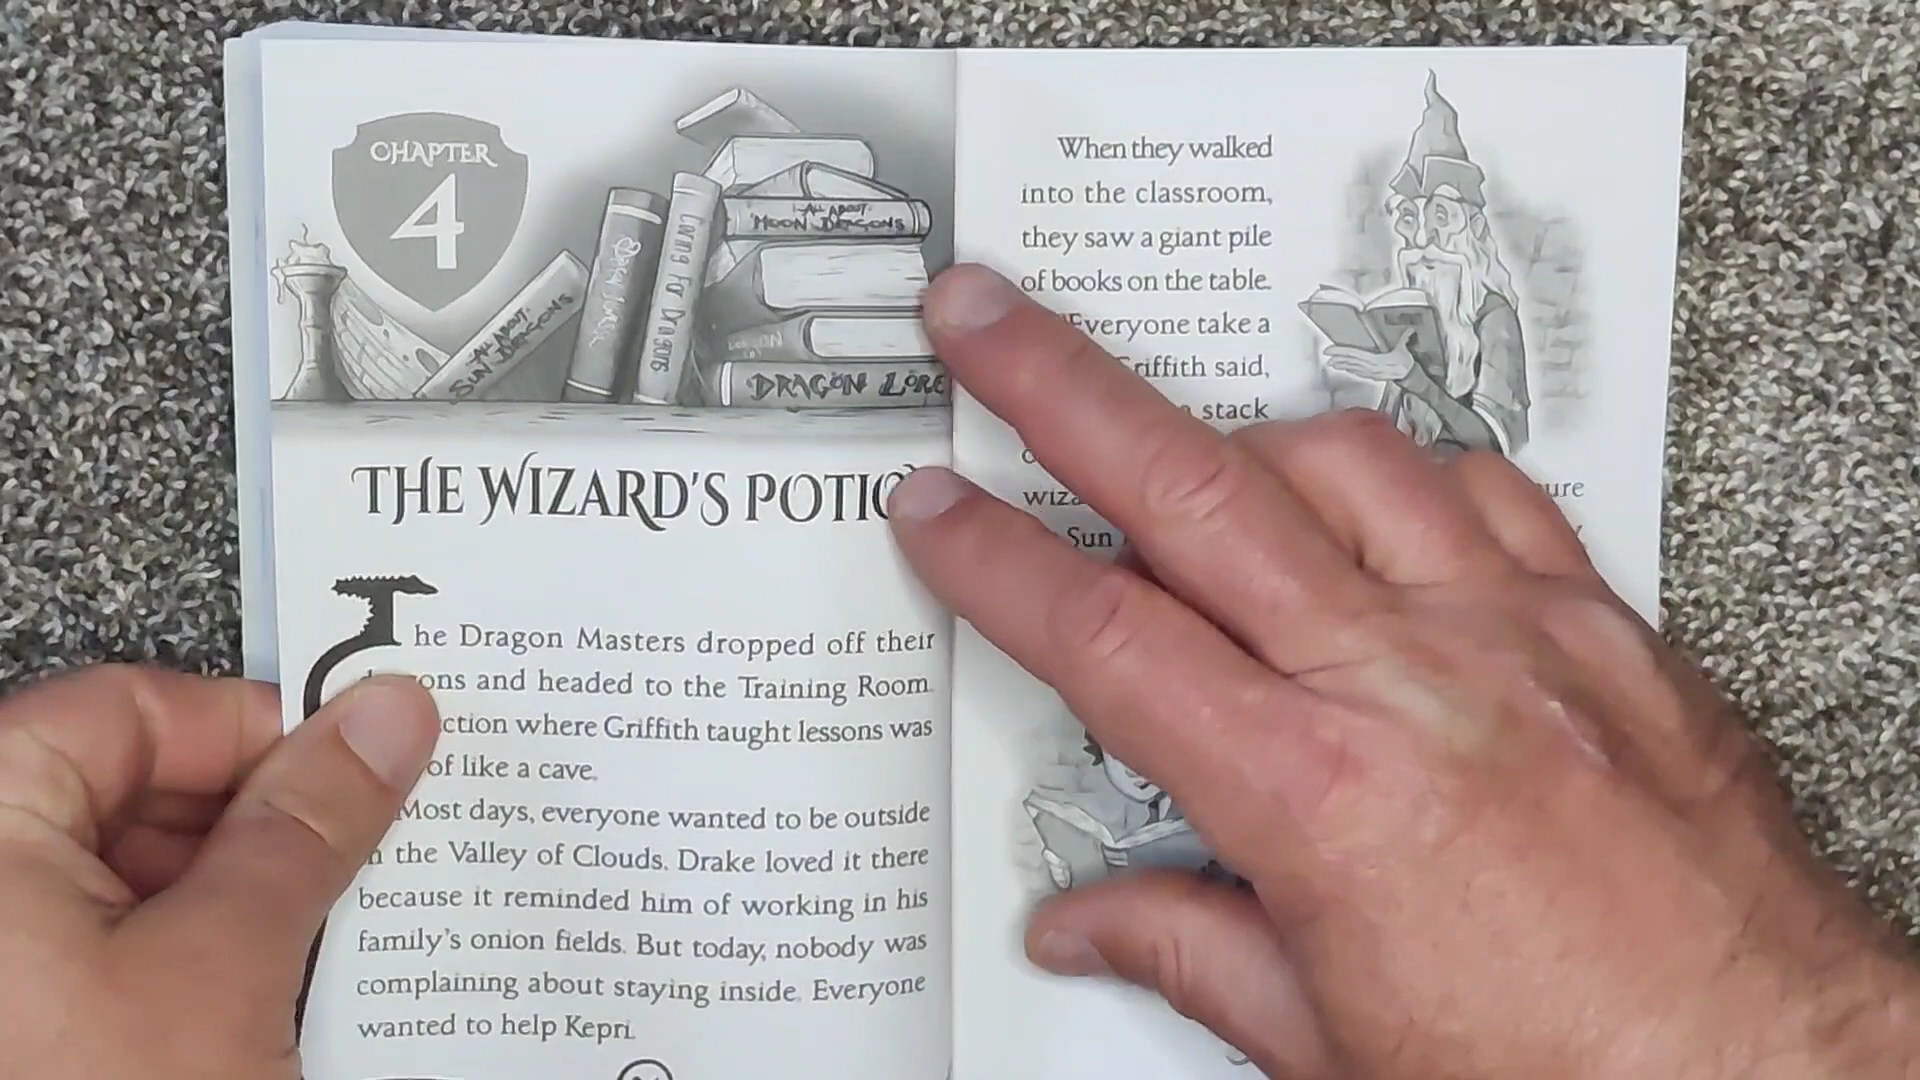 CHAPTER
4
ALL ABOUT
MOON DRAGONS
ALL ABOUT
SUN DRAGONS
Caring For Dragons
DRAGON LORE
THE WIZARD'S
The Dragon Masters dropped off their
and headed to the Training Room.
where Griffith taught lessons was
of like a cave.
Most days, everyone wanted to be outside
the Valley of Clouds. Drake loved it there
because it reminded him of working in his
family's onion fields. But today, nobody was
complaining about staying inside. Everyone
wanted to help Kepri.
When they walked
into the classroom,
they saw a giant pile
of books on the table.
"Everyone take a
Griffith said,
stack
Sun